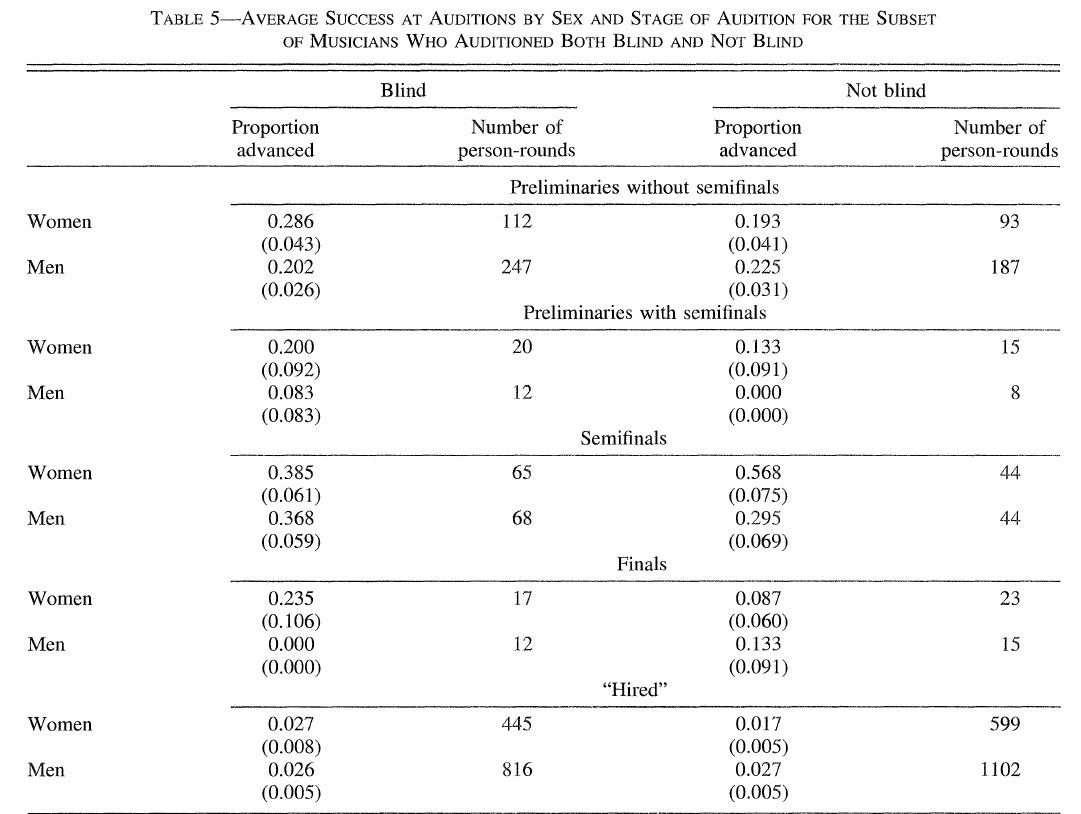 TABLE 5—AVERAGE SUCCESS AT AUDITIONS BY SEX AND STAGE OF AUDITION FOR THE SUBSET
OF MUSICIANS WHO AUDITIONED BOTH BLIND AND NOT BLIND
Blind Not blind
Proportion Number of Proportion Number of
advanced person-rounds advanced person-rounds
Preliminaries without semifinals
Women 0.286 112 0.193 93
(0.043) (0.041)
Men 0.202 247 0.225 187
(0.026) (0.031)
Preliminaries with semifinals
Women 0.200 20 0.133 15
(0.092) (0.091)
Men 0.083 12 0.000 8
(0.083) (0.000)
Semifinals
Women 0.385 65 0.568 44
(0.061) (0.075)
Men 0.368 68 0.295 44
(0.059) (0.069)
Finals
Women 0.235 17 0.087 23
(0.106) (0.060)
Men 0.000 12 0.133 15
(0.000) (0.091)
“Hired”
Women 0.027 445 0.017 599
(0.008) (0.005)
Men 0.026 816 0.027 1102
(0.005) (0.005)